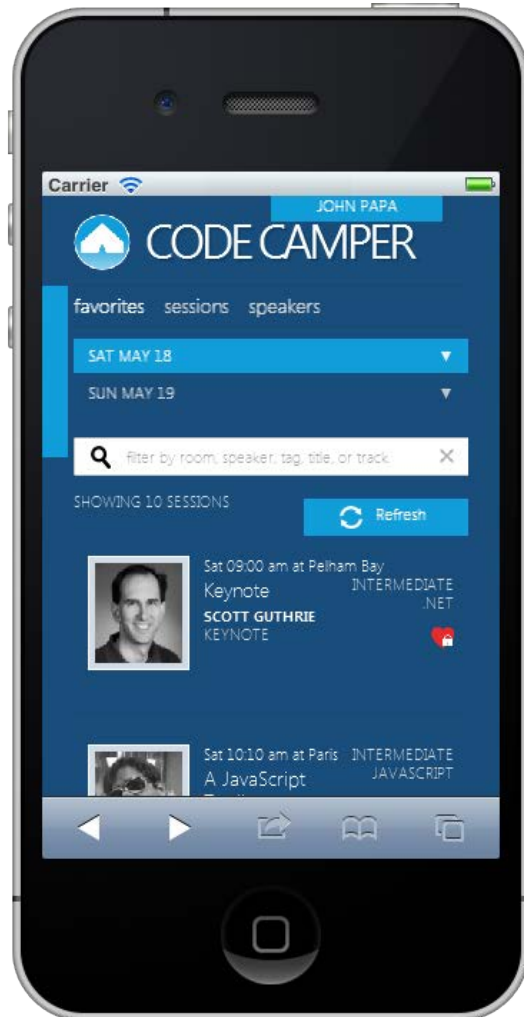 Carrier
JOHN PAPA
CODE CAMPER
favorites sessions speakers
SAT MAY 18
SUN MAY 19
filter by room, speaker, tag, title, or track
SHOWING 10 SESSIONS
Refresh
Sat 09:00 am at Pelham Bay
Keynote
INTERMEDIATE
.NET
SCOTT GUTHRIE
KEYNOTE
Sat 10:10 am at Paris
INTERMEDIATE
A JavaScript
JAVASCRIPT